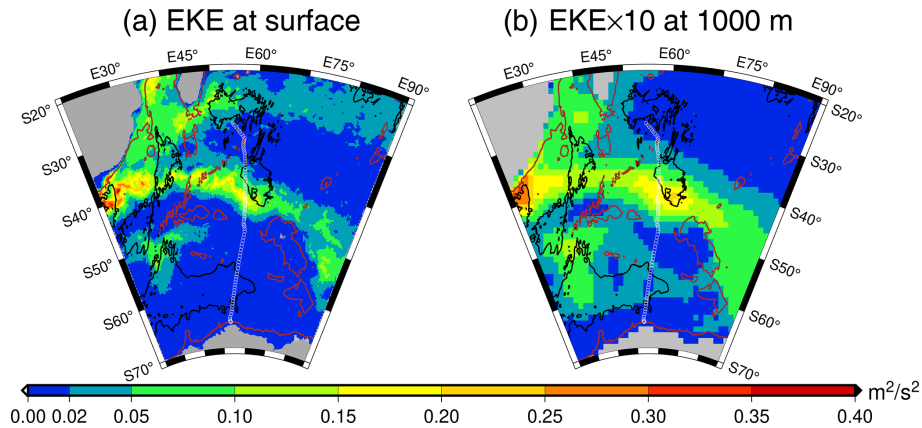 (a) EKE at surface
(b) EKE×10 at 1000 m
E30° E45° E60° E75° E90°
S20°
S30°
S40°
S50°
S60°
S70°
E30° E45° E60° E75° E90°
S20°
S30°
S40°
S50°
S60°
S70°
m²/s²
0.00 0.02 0.05 0.10 0.15 0.20 0.25 0.30 0.35 0.40